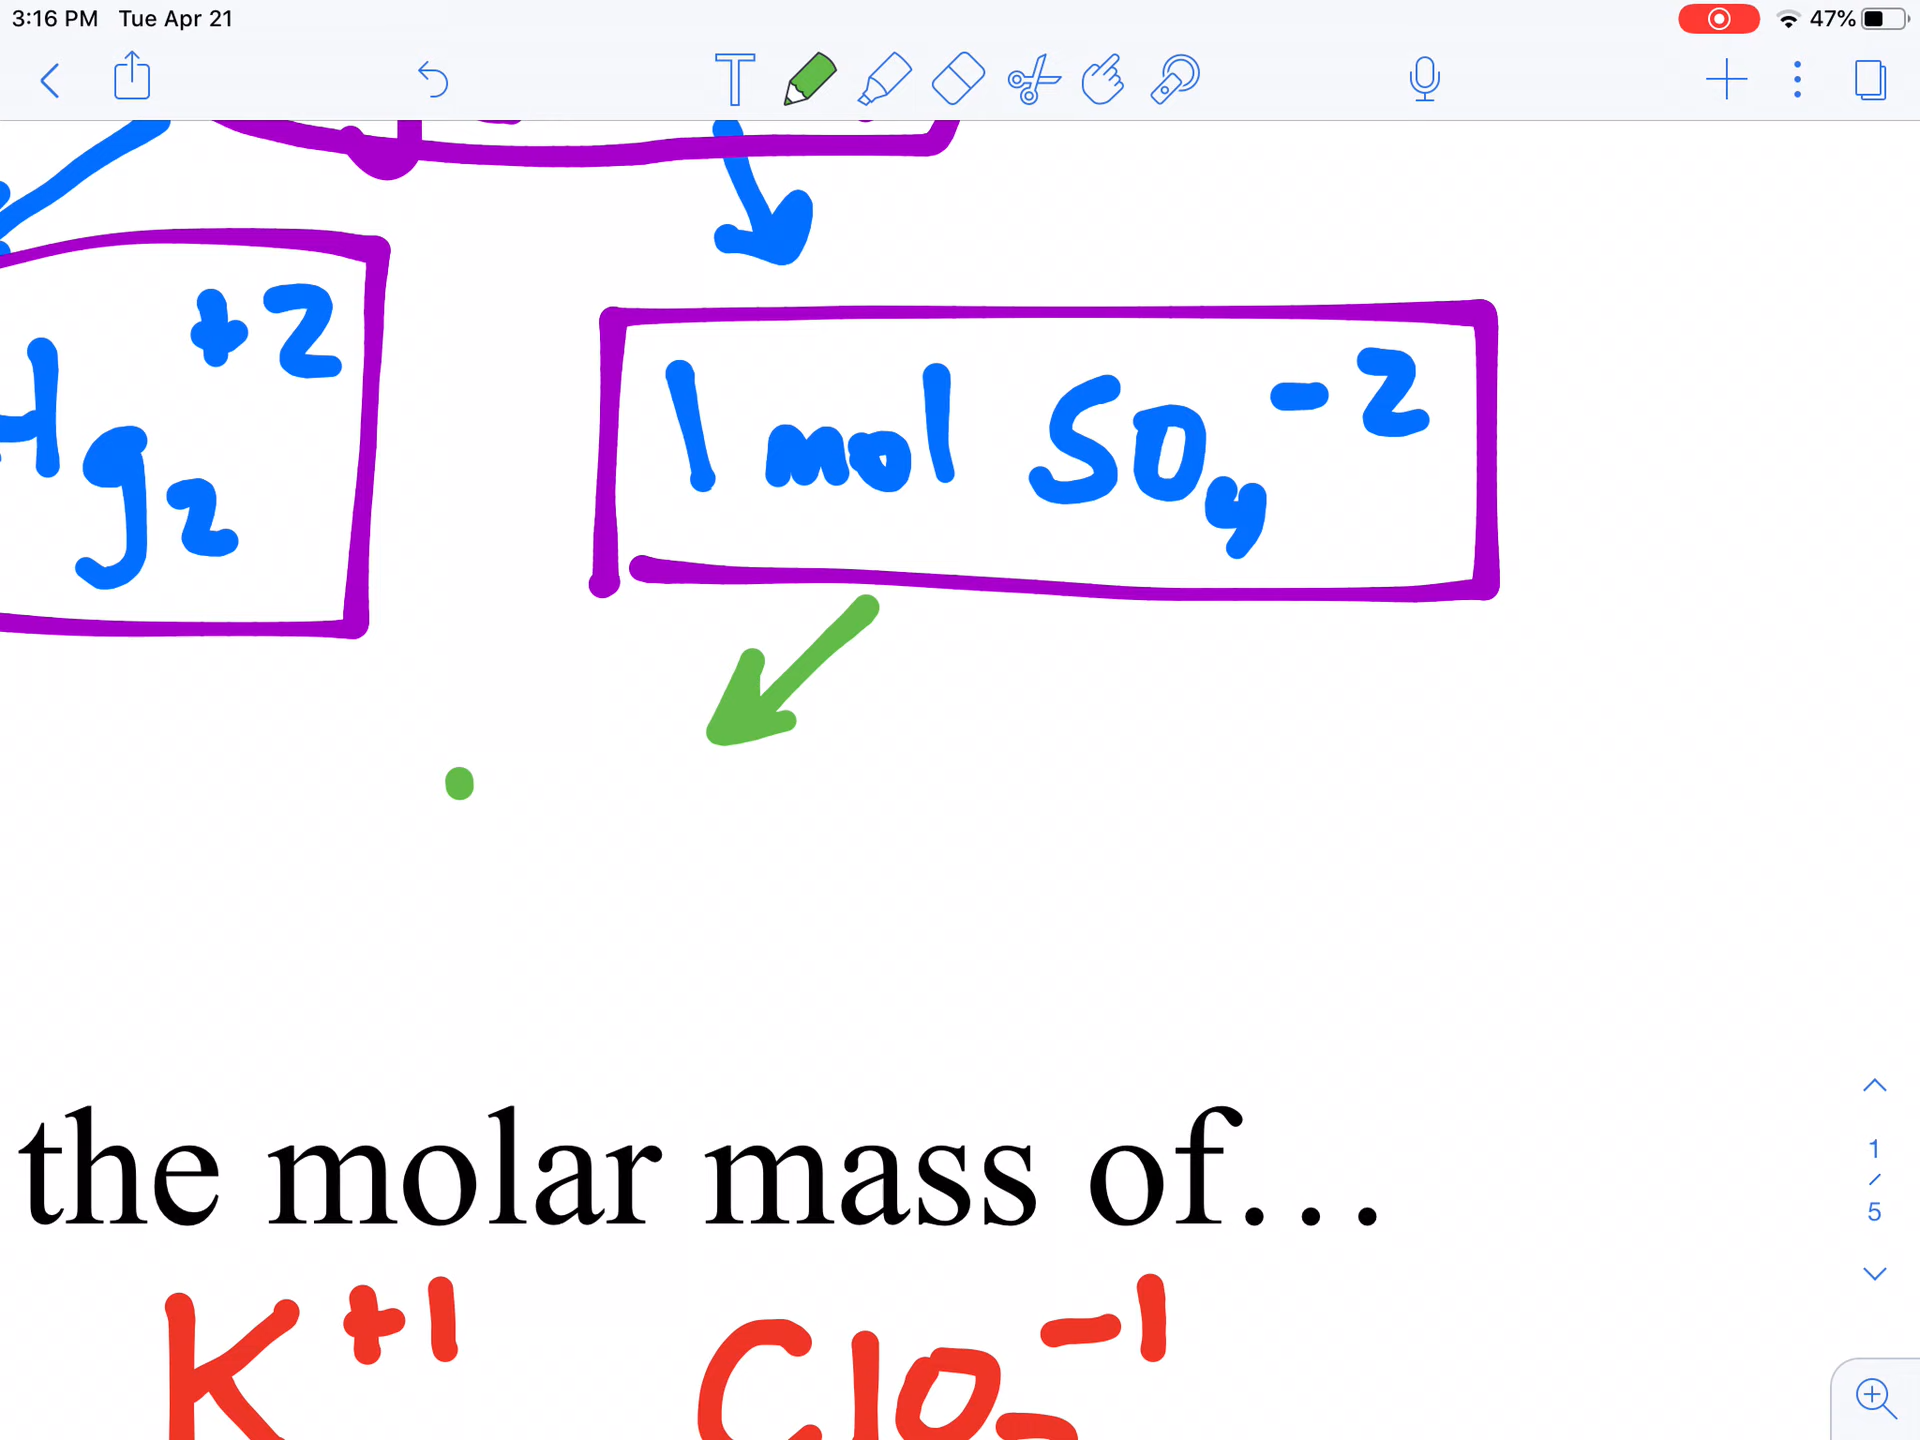 3:16 PM Tue Apr 21 47%
T
Hg₂⁺²
1 mol SO₄⁻²
1
/
5
the molar mass of...
K⁺¹ ClO⁻¹